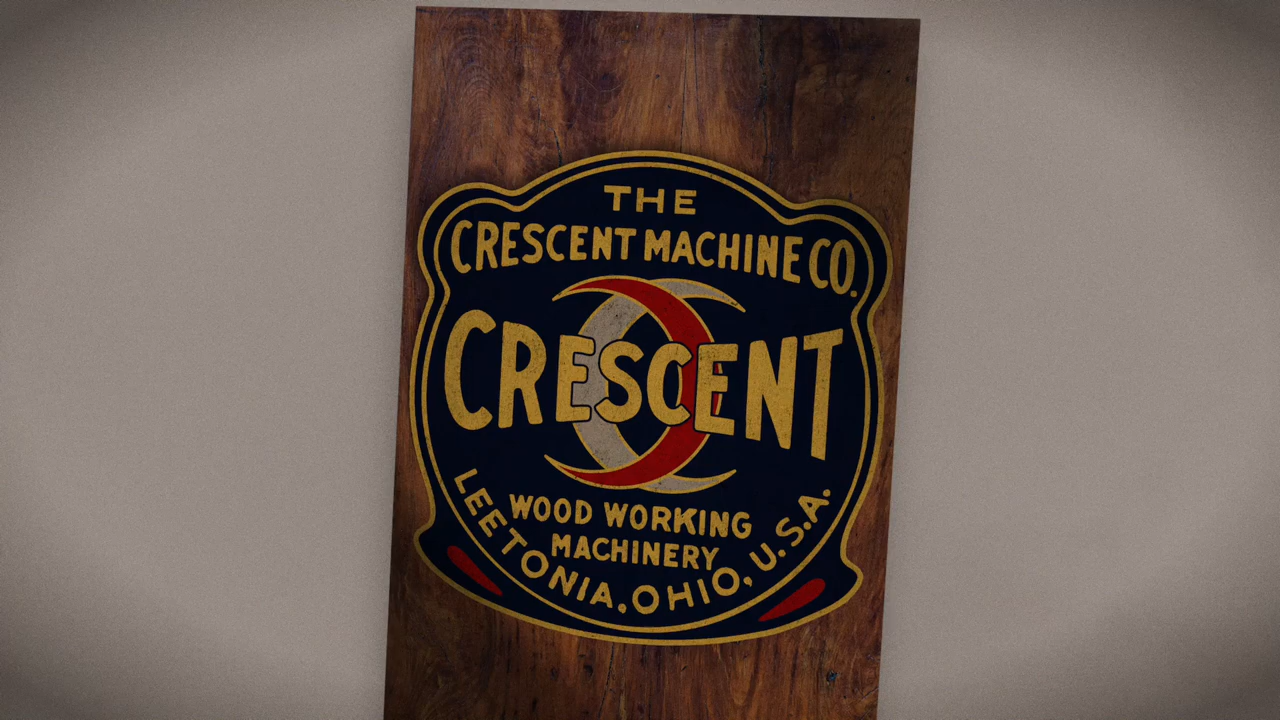 THE
CRESCENT MACHINE CO.
CRESCENT
WOOD WORKING
MACHINERY
LEETONIA, OHIO, U.S.A.